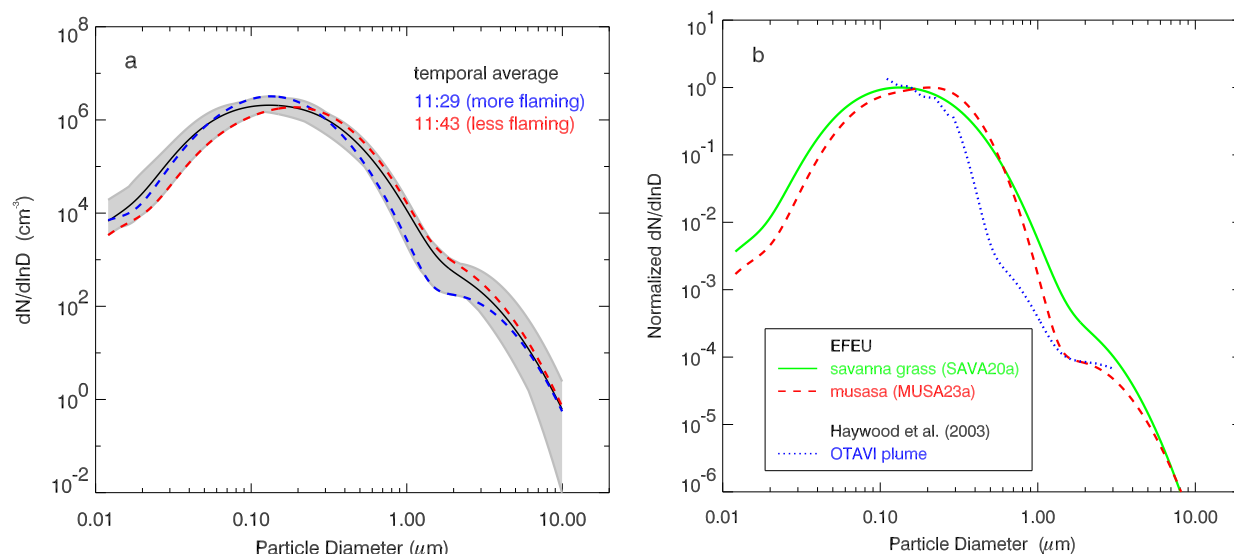 a
temporal average
11:29 (more flaming)
11:43 (less flaming)
dN/dlnD (cm-3)
10^8
10^6
10^4
10^2
10^0
10^-2
0.01 0.10 1.00 10.00
Particle Diameter (μm)
b
Normalized dN/dlnD
10^1
10^0
10^-1
10^-2
10^-3
10^-4
10^-5
10^-6
EFEU
savanna grass (SAVA20a)
musasa (MUSA23a)
Haywood et al. (2003)
OTAVI plume
0.01 0.10 1.00 10.00
Particle Diameter (μm)